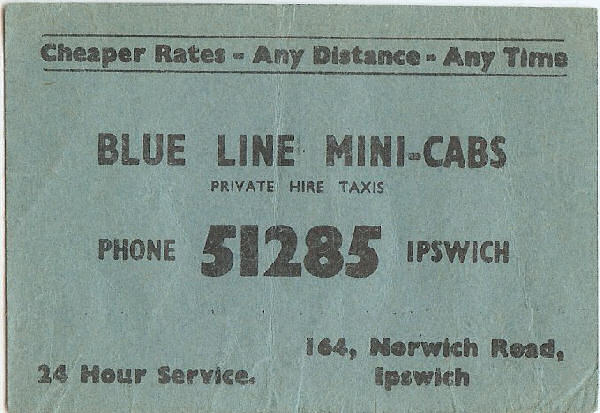 Cheaper Rates - Any Distance - Any Time
BLUE LINE MINI-CABS
PRIVATE HIRE TAXIS
PHONE 51285 IPSWICH
164, Norwich Road,
24 Hour Service. Ipswich